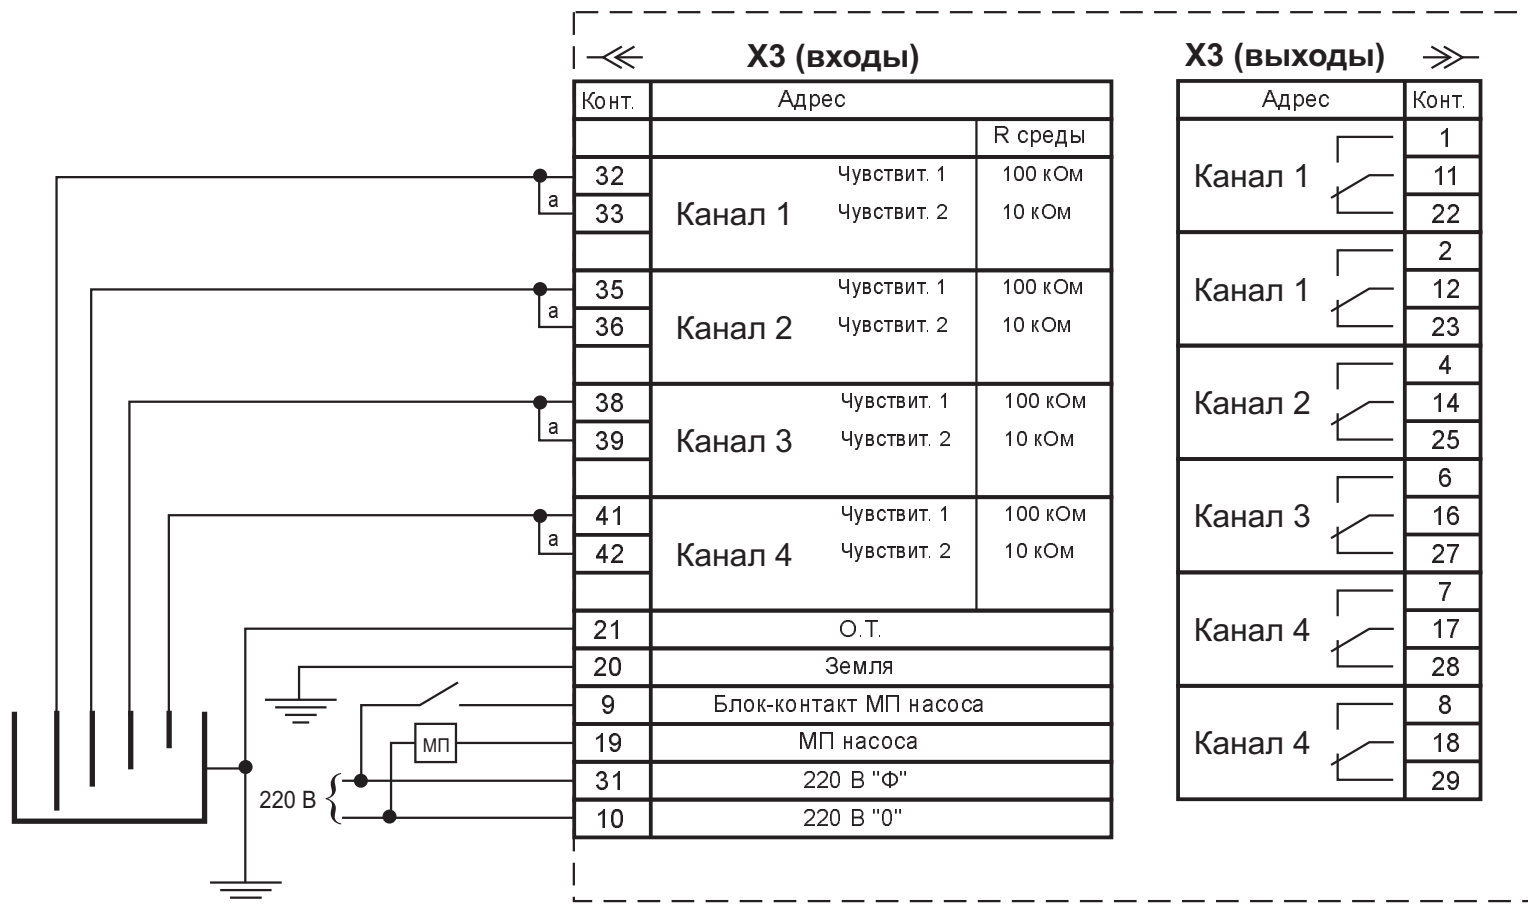 X3 (входы)
Конт. Адрес
R среды
32 Чувствит. 1 100 кОм
а
33 Канал 1 Чувствит. 2 10 кОм
35 Чувствит. 1 100 кОм
а
36 Канал 2 Чувствит. 2 10 кОм
38 Чувствит. 1 100 кОм
а
39 Канал 3 Чувствит. 2 10 кОм
41 Чувствит. 1 100 кОм
а
42 Канал 4 Чувствит. 2 10 кОм
21 О.Т.
20 Земля
9 Блок-контакт МП насоса
МП 19 МП насоса
31 220 В "Ф"
220 В
10 220 В "0"
X3 (выходы)
Адрес Конт.
1
Канал 1 11
22
2
Канал 1 12
23
4
Канал 2 14
25
6
Канал 3 16
27
7
Канал 4 17
28
8
Канал 4 18
29